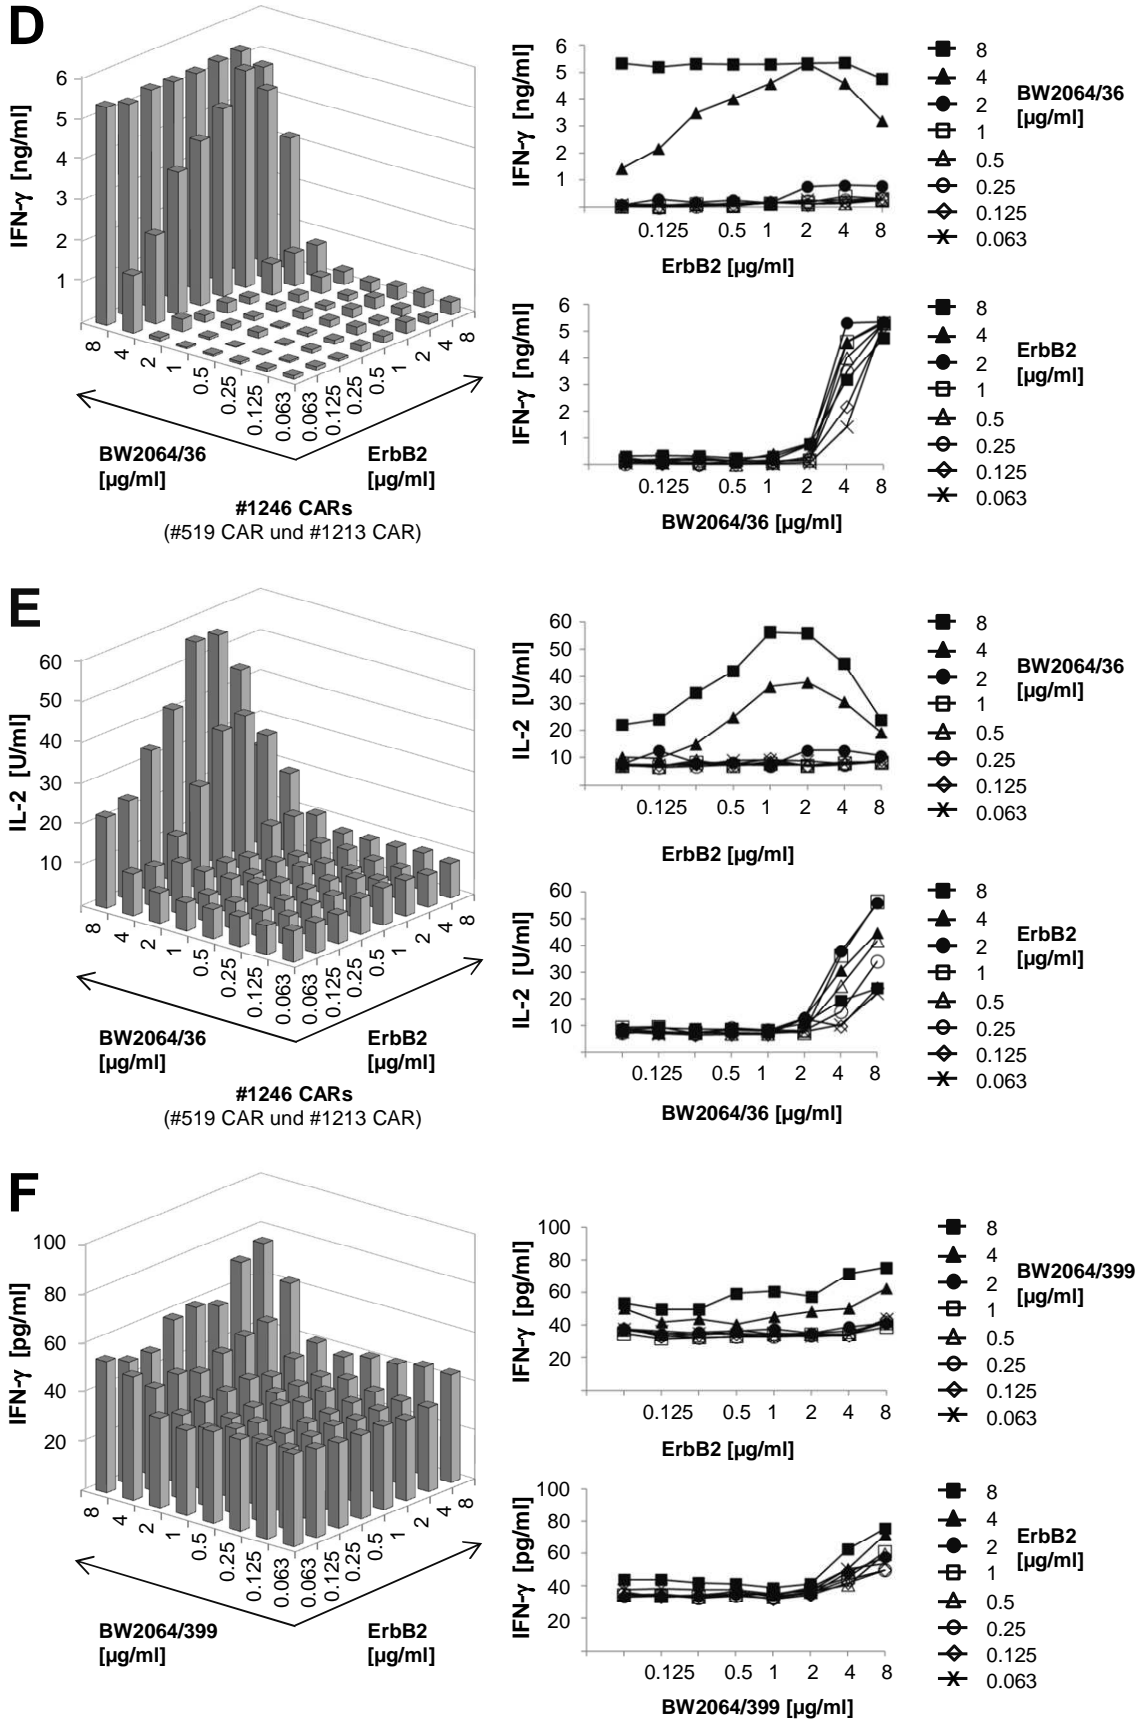 D
IFN-γ [ng/ml]
6
5
4
3
2
1
8
4
2
1
0.5
0.25
0.125
0.063
0.063
0.125
0.25
0.5
1
2
4
8
BW2064/36
[µg/ml]
ErbB2
[µg/ml]
#1246 CARs
(#519 CAR und #1213 CAR)
IFN-γ [ng/ml]
6
5
4
3
2
1
0.125 0.5 1 2 4 8
ErbB2 [µg/ml]
8
4
2
1
0.5
0.25
0.125
0.063
BW2064/36
[µg/ml]
IFN-γ [ng/ml]
6
5
4
3
2
1
0.125 0.5 1 2 4 8
BW2064/36 [µg/ml]
8
4
2
1
0.5
0.25
0.125
0.063
ErbB2
[µg/ml]
E
IL-2 [U/ml]
60
50
40
30
20
10
8
4
2
1
0.5
0.25
0.125
0.063
0.063
0.125
0.25
0.5
1
2
4
8
BW2064/36
[µg/ml]
ErbB2
[µg/ml]
#1246 CARs
(#519 CAR und #1213 CAR)
IL-2 [U/ml]
60
50
40
30
20
10
0.125 0.5 1 2 4 8
ErbB2 [µg/ml]
8
4
2
1
0.5
0.25
0.125
0.063
BW2064/36
[µg/ml]
IL-2 [U/ml]
60
50
40
30
20
10
0.125 0.5 1 2 4 8
BW2064/36 [µg/ml]
8
4
2
1
0.5
0.25
0.125
0.063
ErbB2
[µg/ml]
F
IFN-γ [pg/ml]
100
80
60
40
20
8
4
2
1
0.5
0.25
0.125
0.063
0.063
0.125
0.25
0.5
1
2
4
8
BW2064/399
[µg/ml]
ErbB2
[µg/ml]
IFN-γ [pg/ml]
100
80
60
40
20
0.125 0.5 1 2 4 8
ErbB2 [µg/ml]
8
4
2
1
0.5
0.25
0.125
0.063
BW2064/399
[µg/ml]
IFN-γ [pg/ml]
100
80
60
40
20
0.125 0.5 1 2 4 8
BW2064/399 [µg/ml]
8
4
2
1
0.5
0.25
0.125
0.063
ErbB2
[µg/ml]